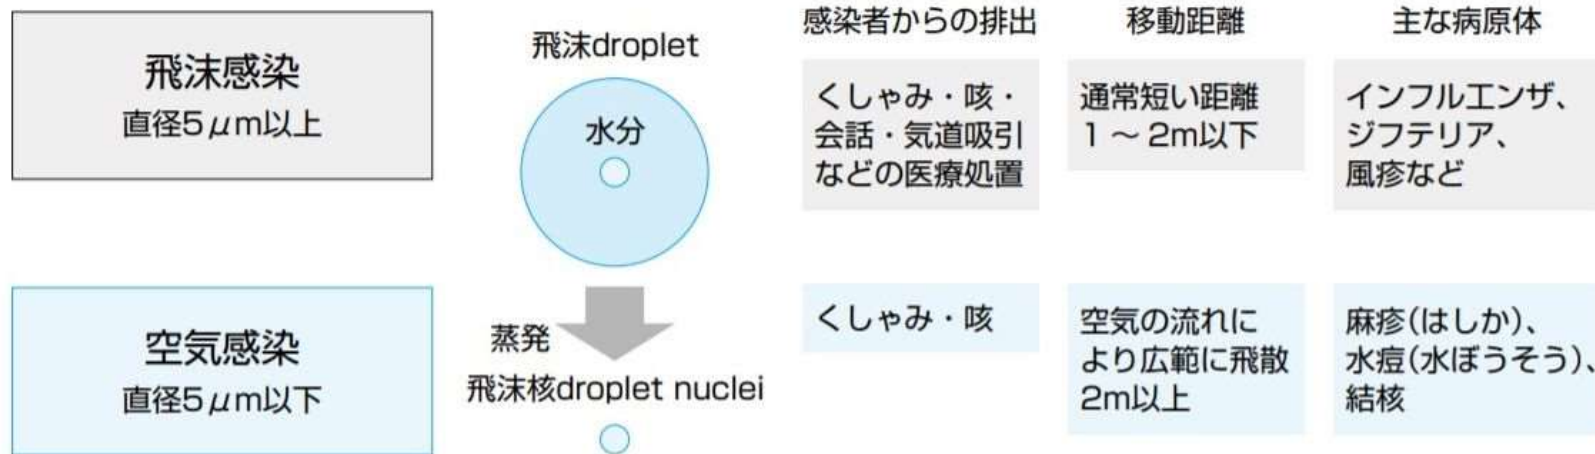 感染者からの排出
移動距離
主な病原体
飛沫感染
直径5μm以上
飛沫droplet
水分
くしゃみ・咳・
会話・気道吸引
などの医療処置
通常短い距離
1 ～ 2m以下
インフルエンザ、
ジフテリア、
風疹など
空気感染
直径5μm以下
蒸発
飛沫核droplet nuclei
くしゃみ・咳
空気の流れに
より広範に飛散
2m以上
麻疹(はしか)、
水痘(水ぼうそう)、
結核